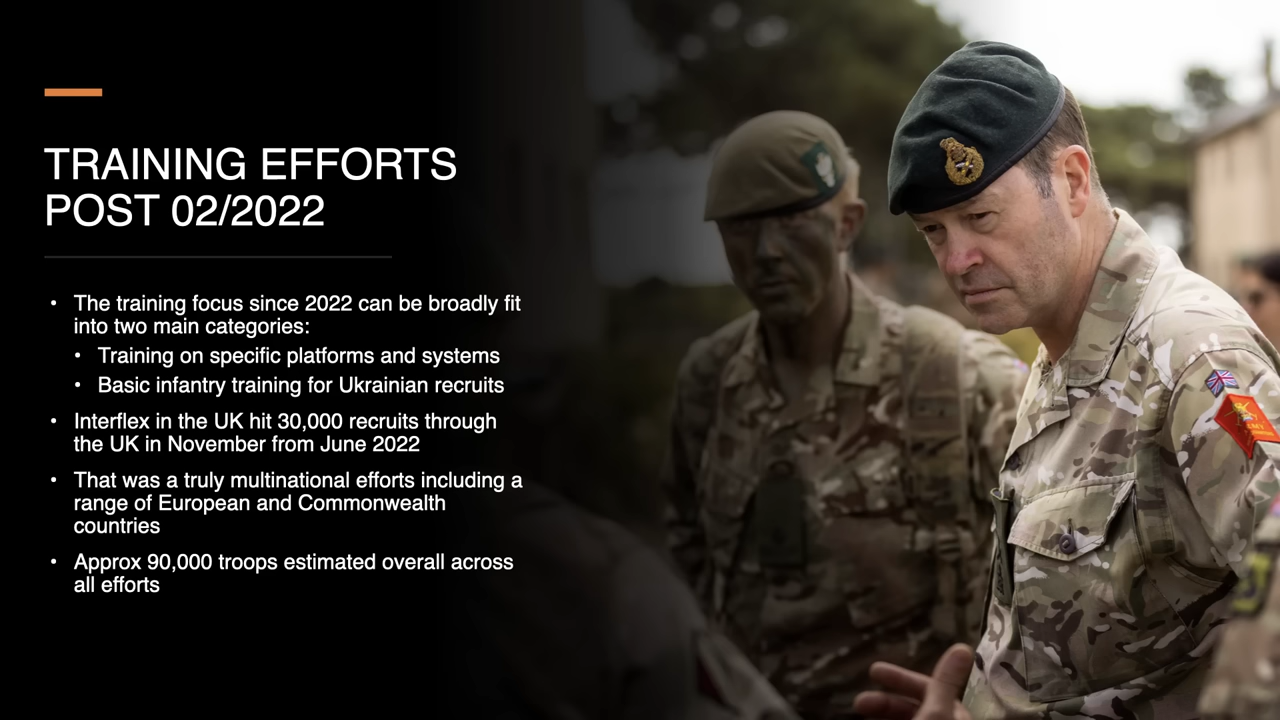 TRAINING EFFORTS
POST 02/2022
• The training focus since 2022 can be broadly fit
into two main categories:
• Training on specific platforms and systems
• Basic infantry training for Ukrainian recruits
• Interflex in the UK hit 30,000 recruits through
the UK in November from June 2022
• That was a truly multinational efforts including a
range of European and Commonwealth
countries
• Approx 90,000 troops estimated overall across
all efforts